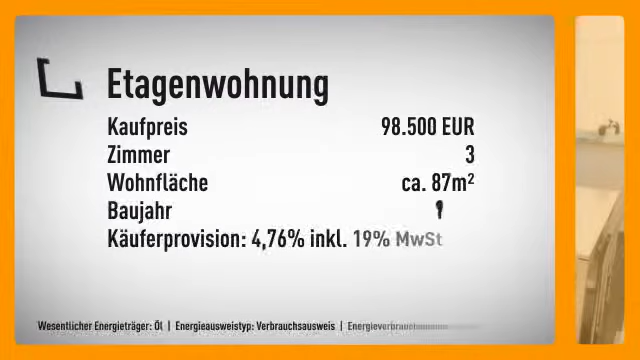 Etagenwohnung
Kaufpreis 98.500 EUR
Zimmer 3
Wohnfläche ca. 87m²
Baujahr
Käuferprovision: 4,76% inkl. 19% MwSt
Wesentlicher Energieträger: Öl | Energieausweistyp: Verbrauchsausweis |